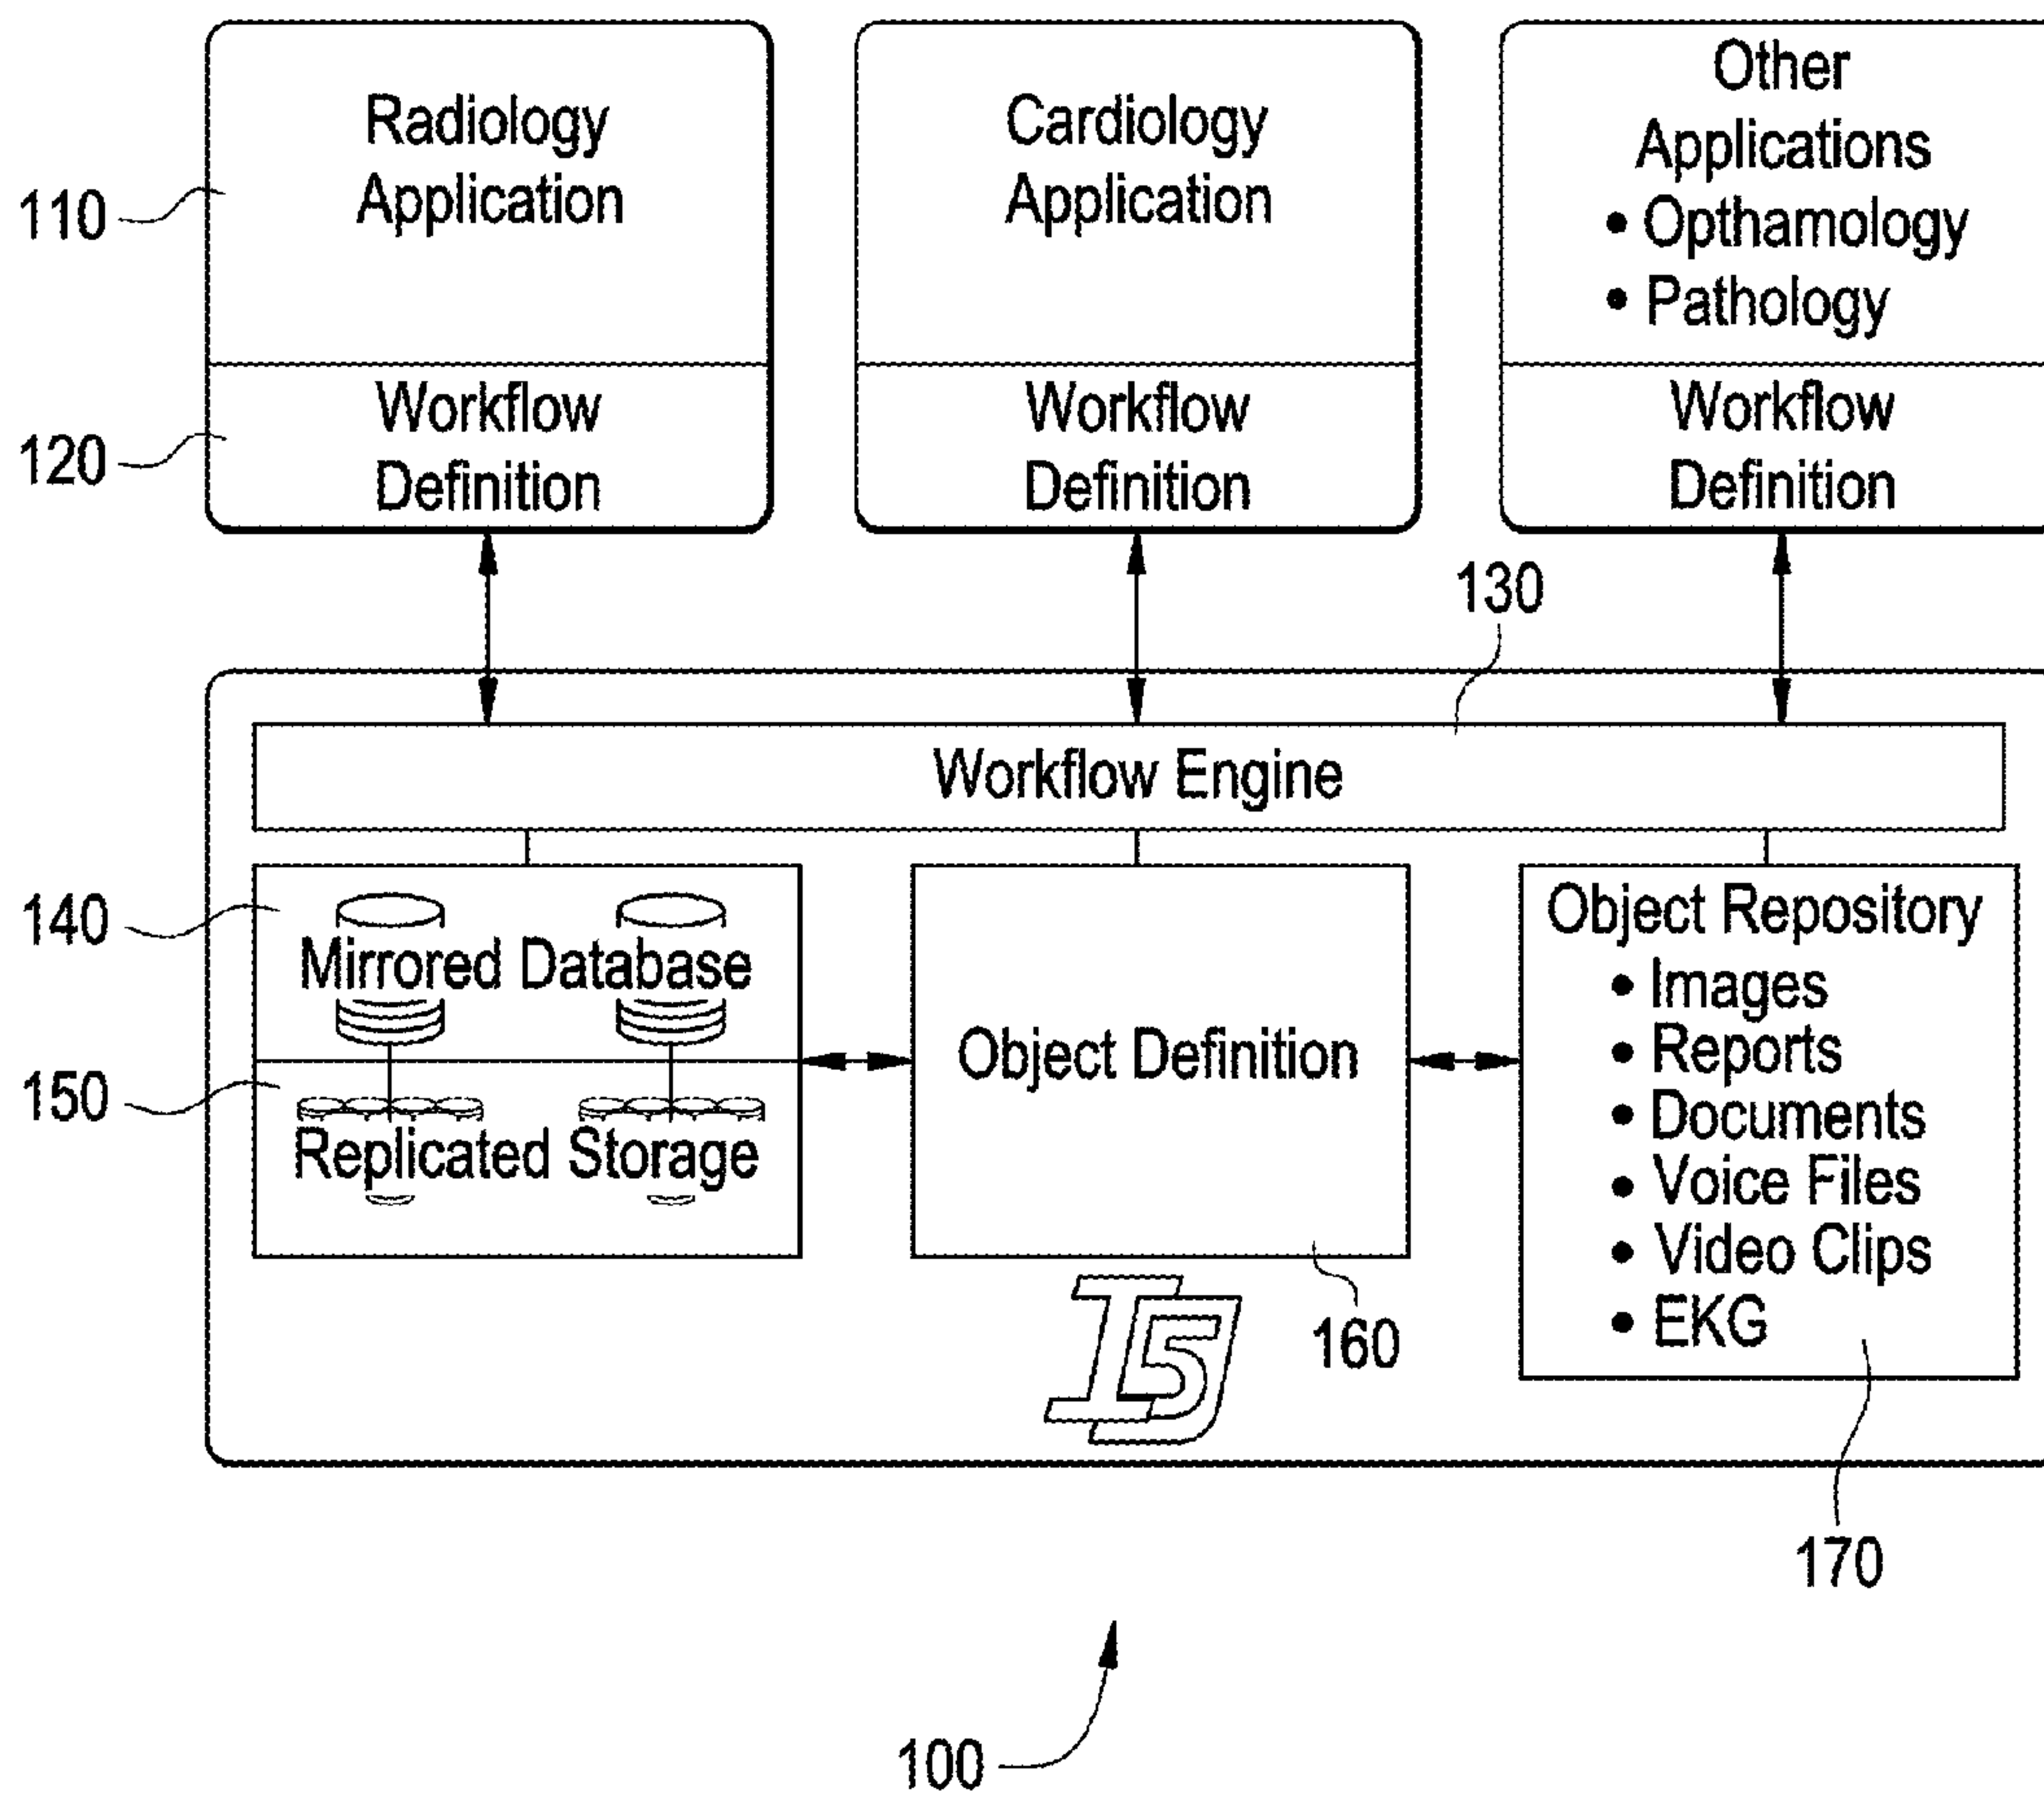 Radiology
Application
Cardiology
Application
Other
Applications
• Opthamology
• Pathology
110
Workflow
Definition
Workflow
Definition
Workflow
Definition
120
130
Workflow Engine
140
Mirrored Database
150
Replicated Storage
Object Definition
160
Object Repository
• Images
• Reports
• Documents
• Voice Files
• Video Clips
• EKG
I5
170
100